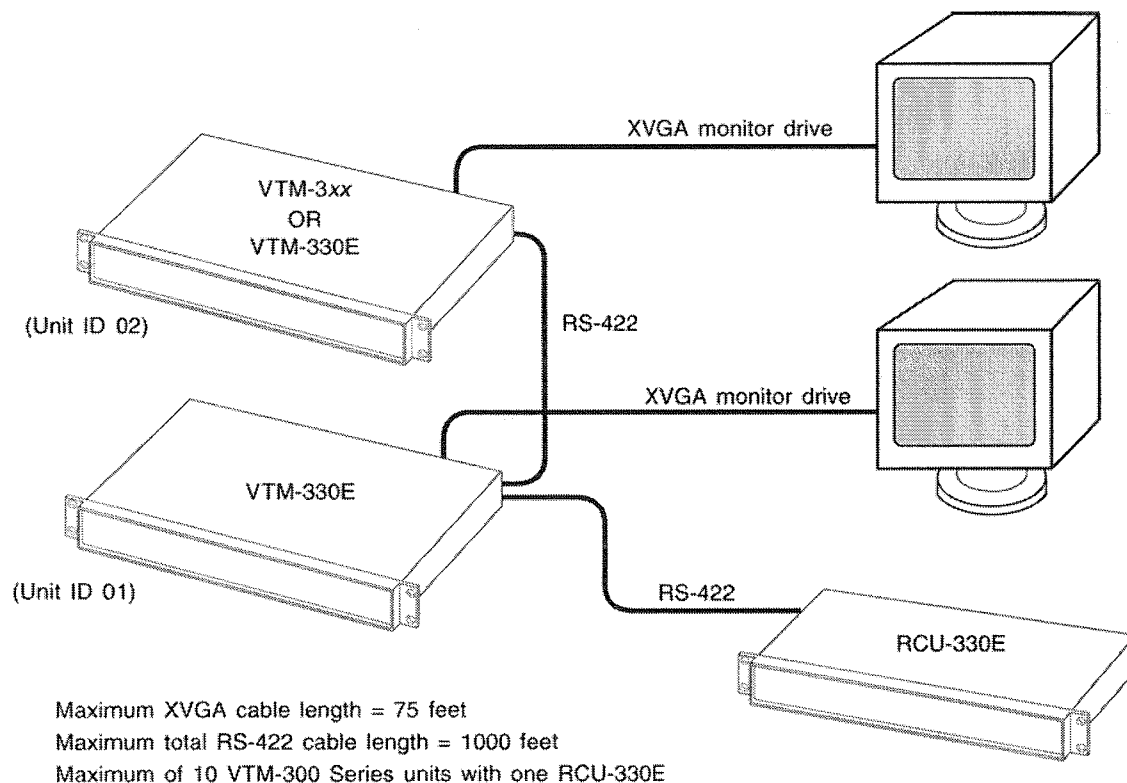 XVGA monitor drive
VTM-3xx
OR
VTM-330E
(Unit ID 02)
RS-422
XVGA monitor drive
VTM-330E
(Unit ID 01)
RS-422
RCU-330E
Maximum XVGA cable length = 75 feet
Maximum total RS-422 cable length = 1000 feet
Maximum of 10 VTM-300 Series units with one RCU-330E